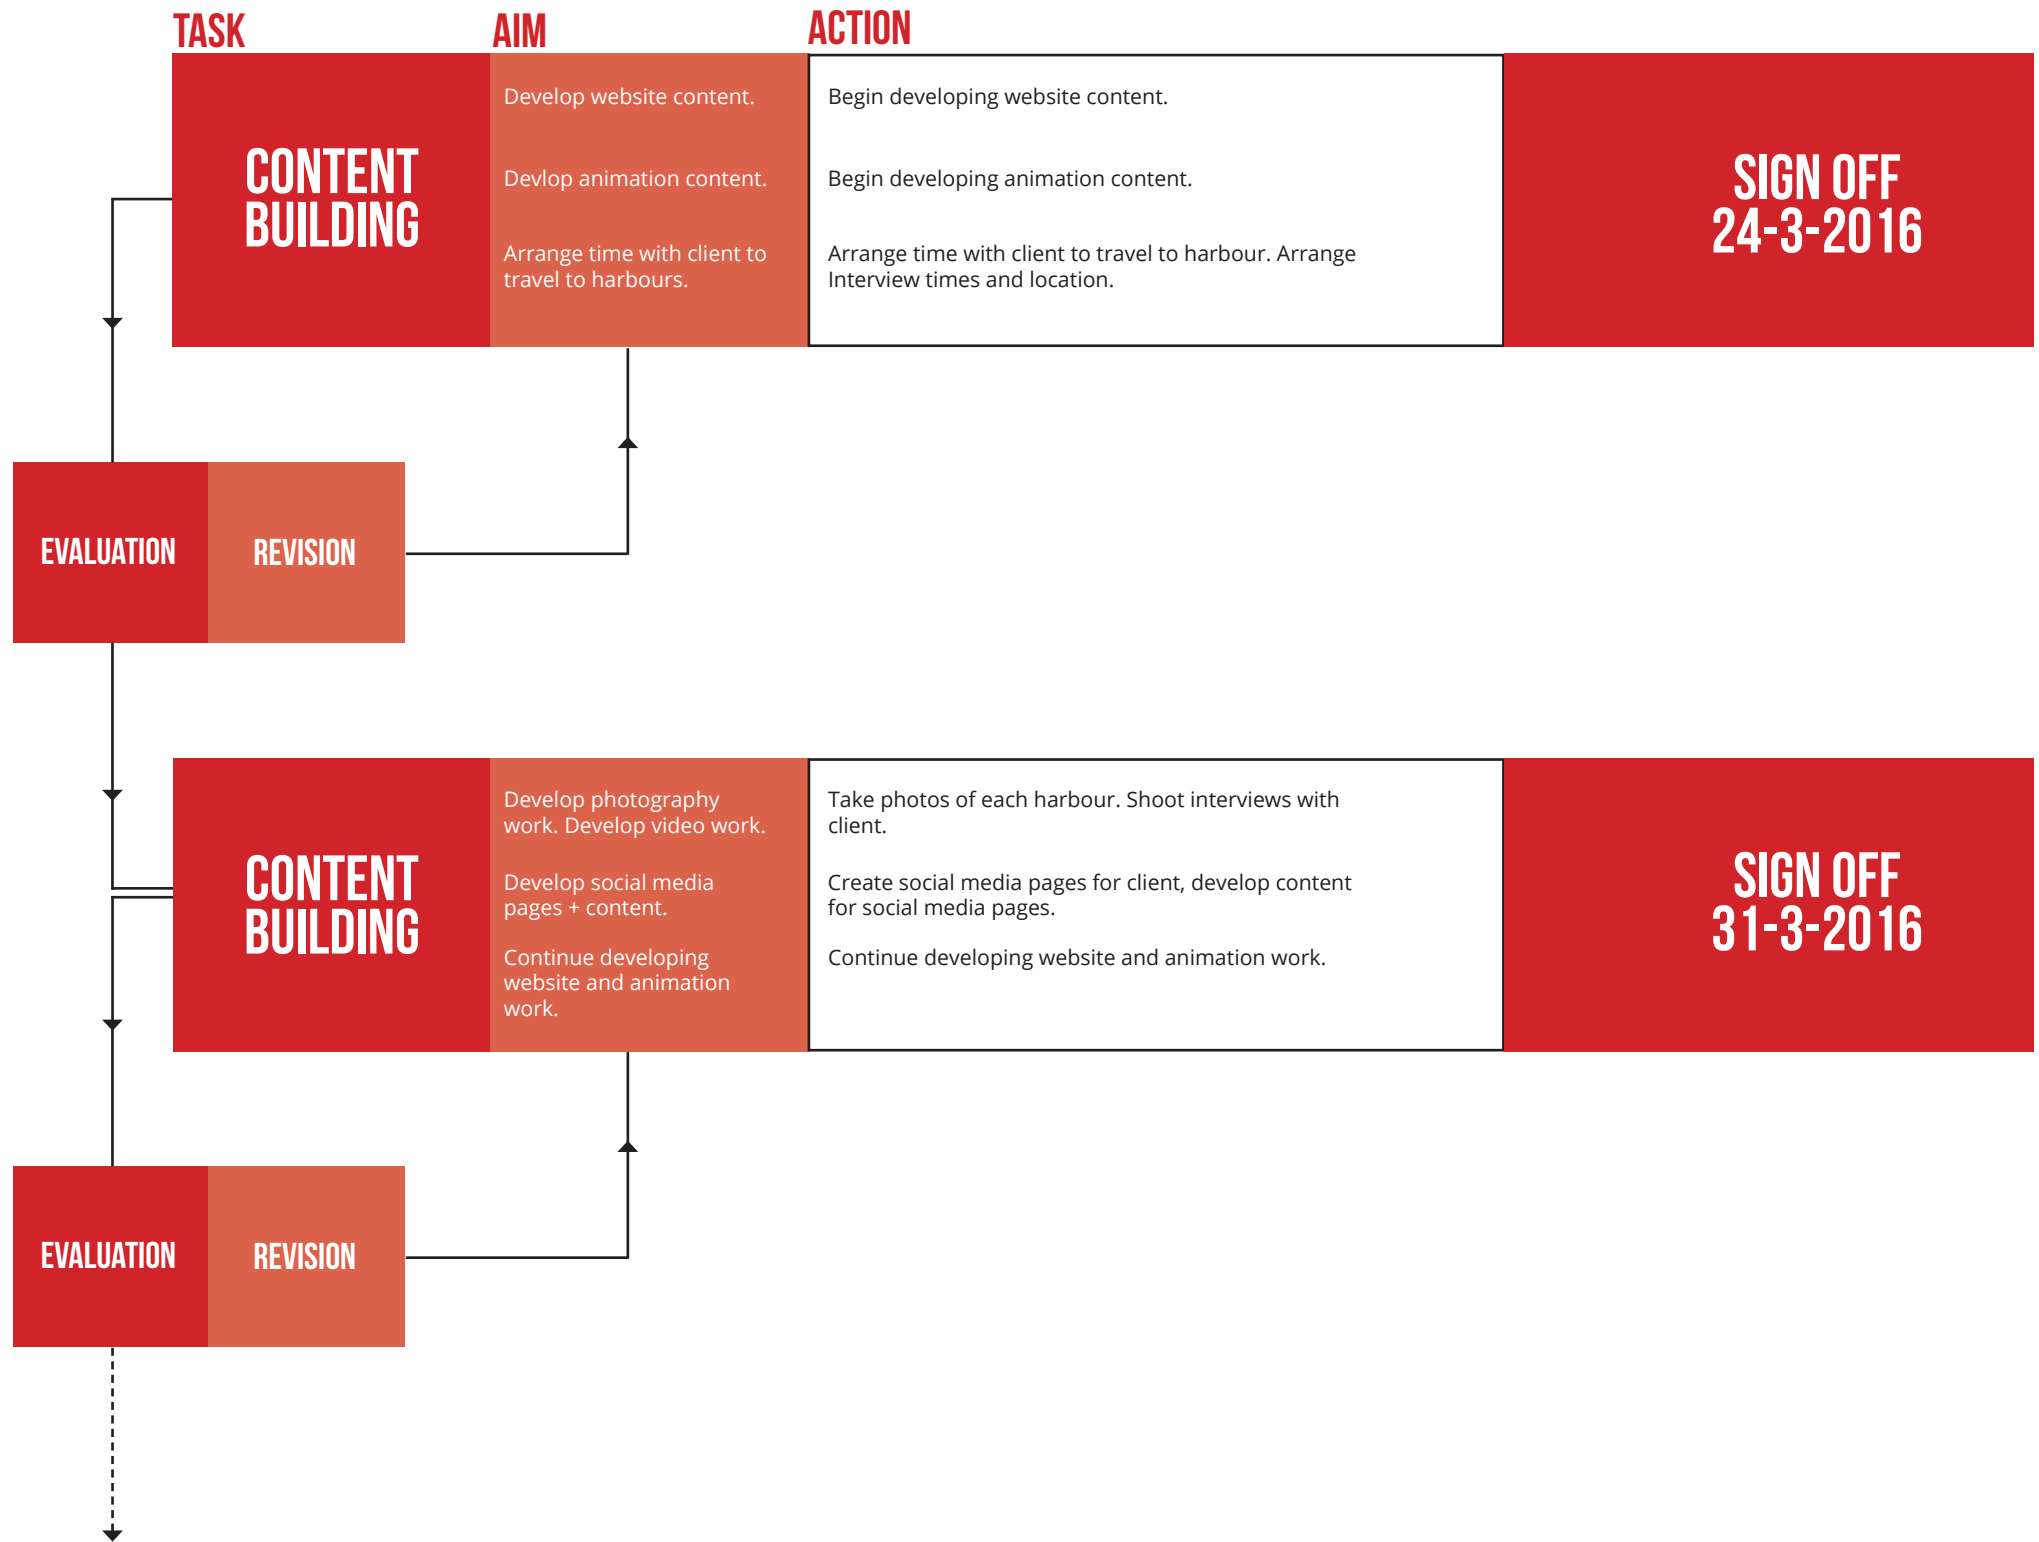 TASK
AIM
ACTION
CONTENT
BUILDING
Develop website content.
Devlop animation content.
Arrange time with client to
travel to harbours.
Begin developing website content.
Begin developing animation content.
Arrange time with client to travel to harbour. Arrange
Interview times and location.
SIGN OFF
24-3-2016
EVALUATION
REVISION
CONTENT
BUILDING
Develop photography
work. Develop video work.
Develop social media
pages + content.
Continue developing
website and animation
work.
Take photos of each harbour. Shoot interviews with
client.
Create social media pages for client, develop content
for social media pages.
Continue developing website and animation work.
SIGN OFF
31-3-2016
EVALUATION
REVISION